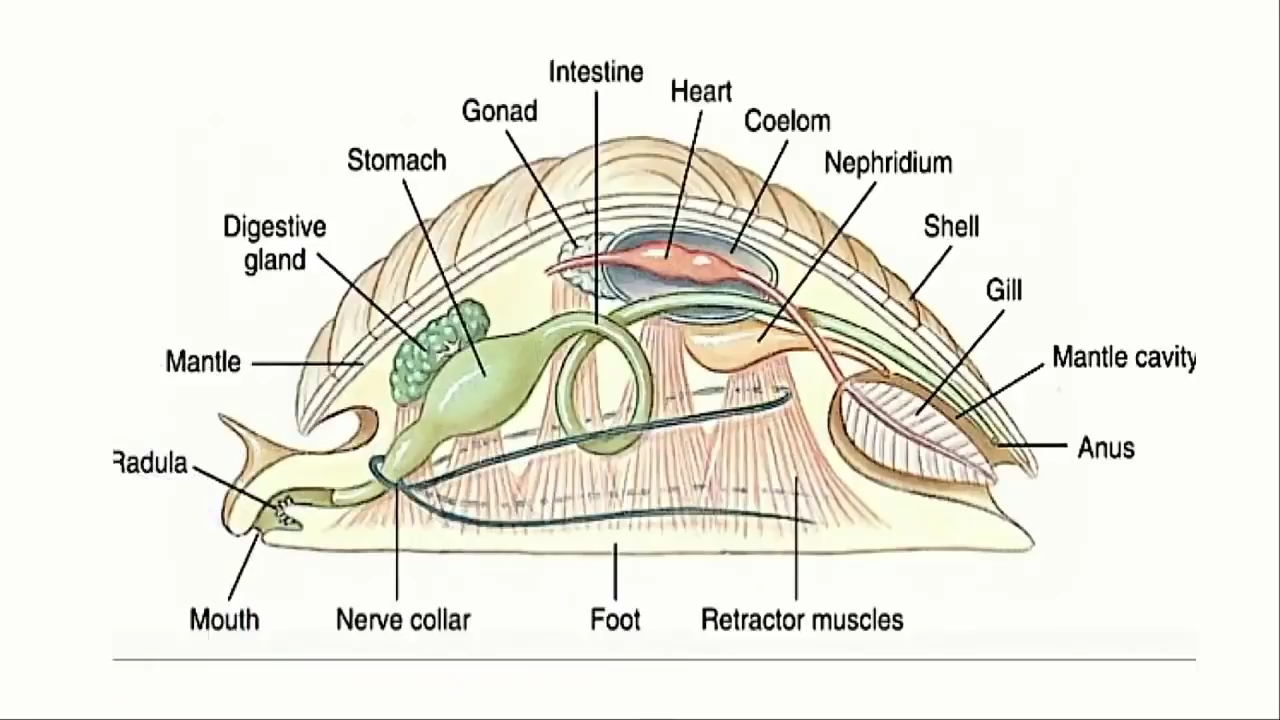 Intestine
Heart
Gonad
Coelom
Stomach
Nephridium
Digestive
gland
Shell
Gill
Mantle
Mantle cavity
Anus
Radula
Mouth
Nerve collar
Foot
Retractor muscles